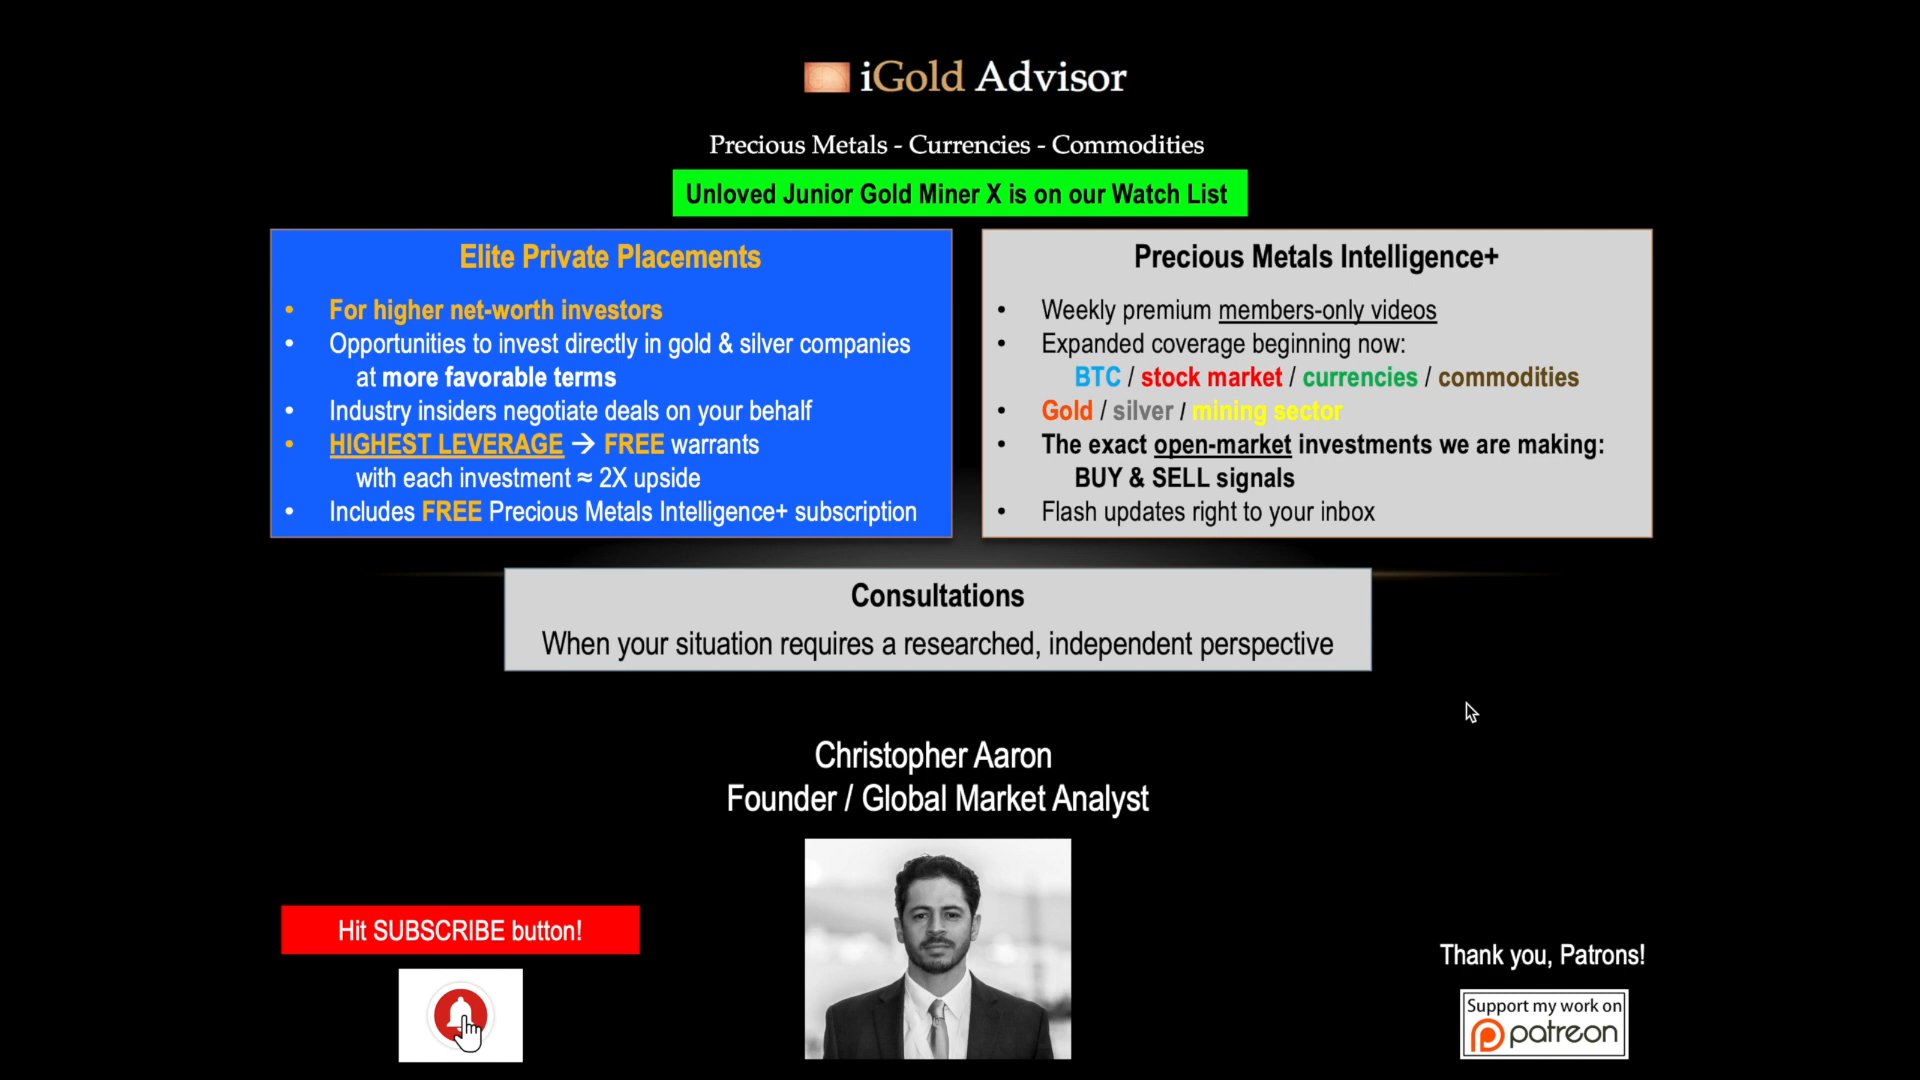 iGold Advisor
Precious Metals - Currencies - Commodities
Unloved Junior Gold Miner X is on our Watch List
Elite Private Placements
• For higher net-worth investors
• Opportunities to invest directly in gold & silver companies
at more favorable terms
• Industry insiders negotiate deals on your behalf
• HIGHEST LEVERAGE → FREE warrants
with each investment ≈ 2X upside
• Includes FREE Precious Metals Intelligence+ subscription
Precious Metals Intelligence+
• Weekly premium members-only videos
• Expanded coverage beginning now:
BTC / stock market / currencies / commodities
• Gold / silver / mining sector
• The exact open-market investments we are making:
BUY & SELL signals
• Flash updates right to your inbox
Consultations
When your situation requires a researched, independent perspective
Christopher Aaron
Founder / Global Market Analyst
Hit SUBSCRIBE button!
Thank you, Patrons!
Support my work on
patreon